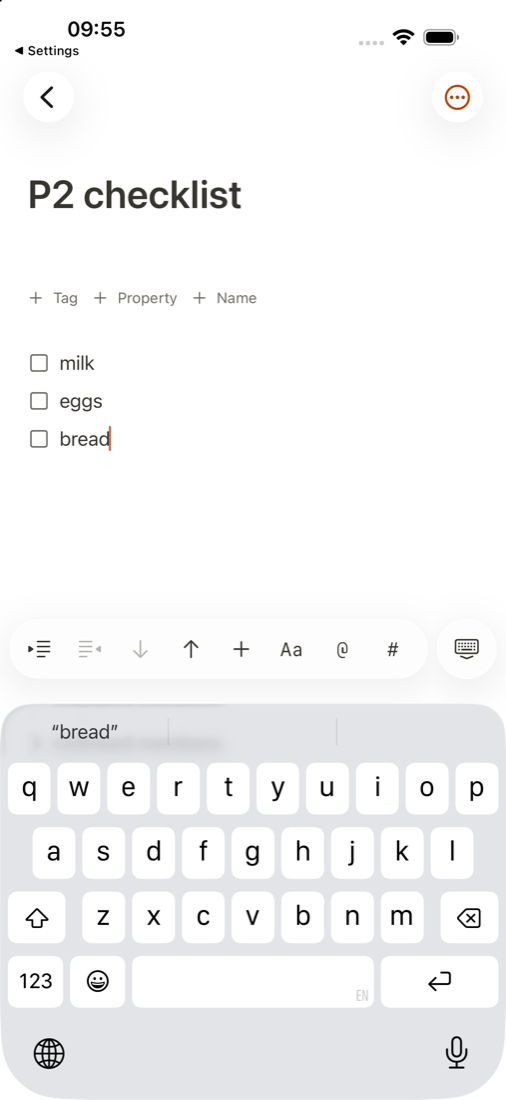 09:55
Settings
P2 checklist
Tag Property Name
milk
eggs
bread
Aa @ #
“bread”
q w e r t y u i o p
a s d f g h j k l
z x c v b n m
123
EN